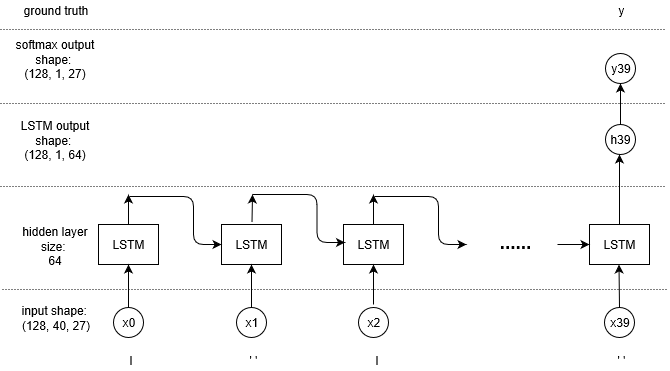 ground truth
y
softmax output
shape:
(128, 1, 27)
y39
LSTM output
shape:
(128, 1, 64)
h39
hidden layer
size:
64
LSTM
LSTM
LSTM
......
LSTM
input shape:
(128, 40, 27)
x0
x1
x2
x39
I
' '
I
' '